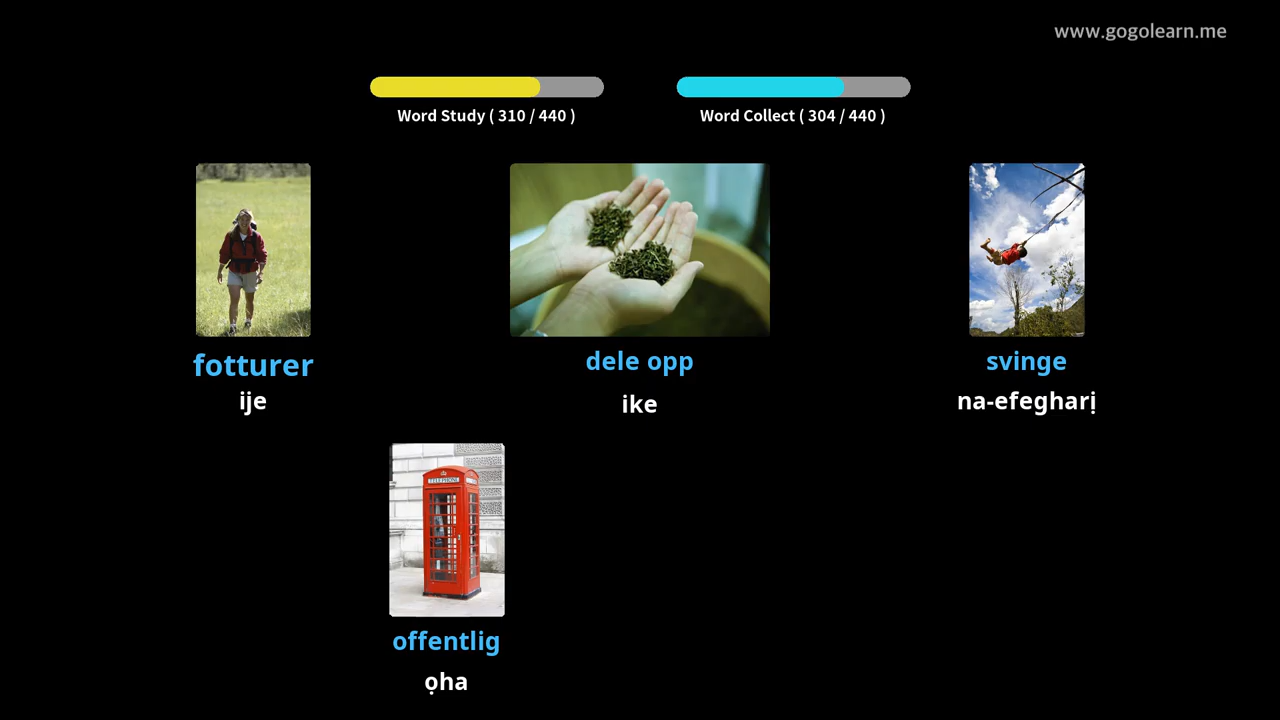 www.gogolearn.me
Word Study ( 310 / 440 )
Word Collect ( 304 / 440 )
fotturer
ije
dele opp
ike
svinge
na-efegharị
TELEPHONE
offentlig
ọha